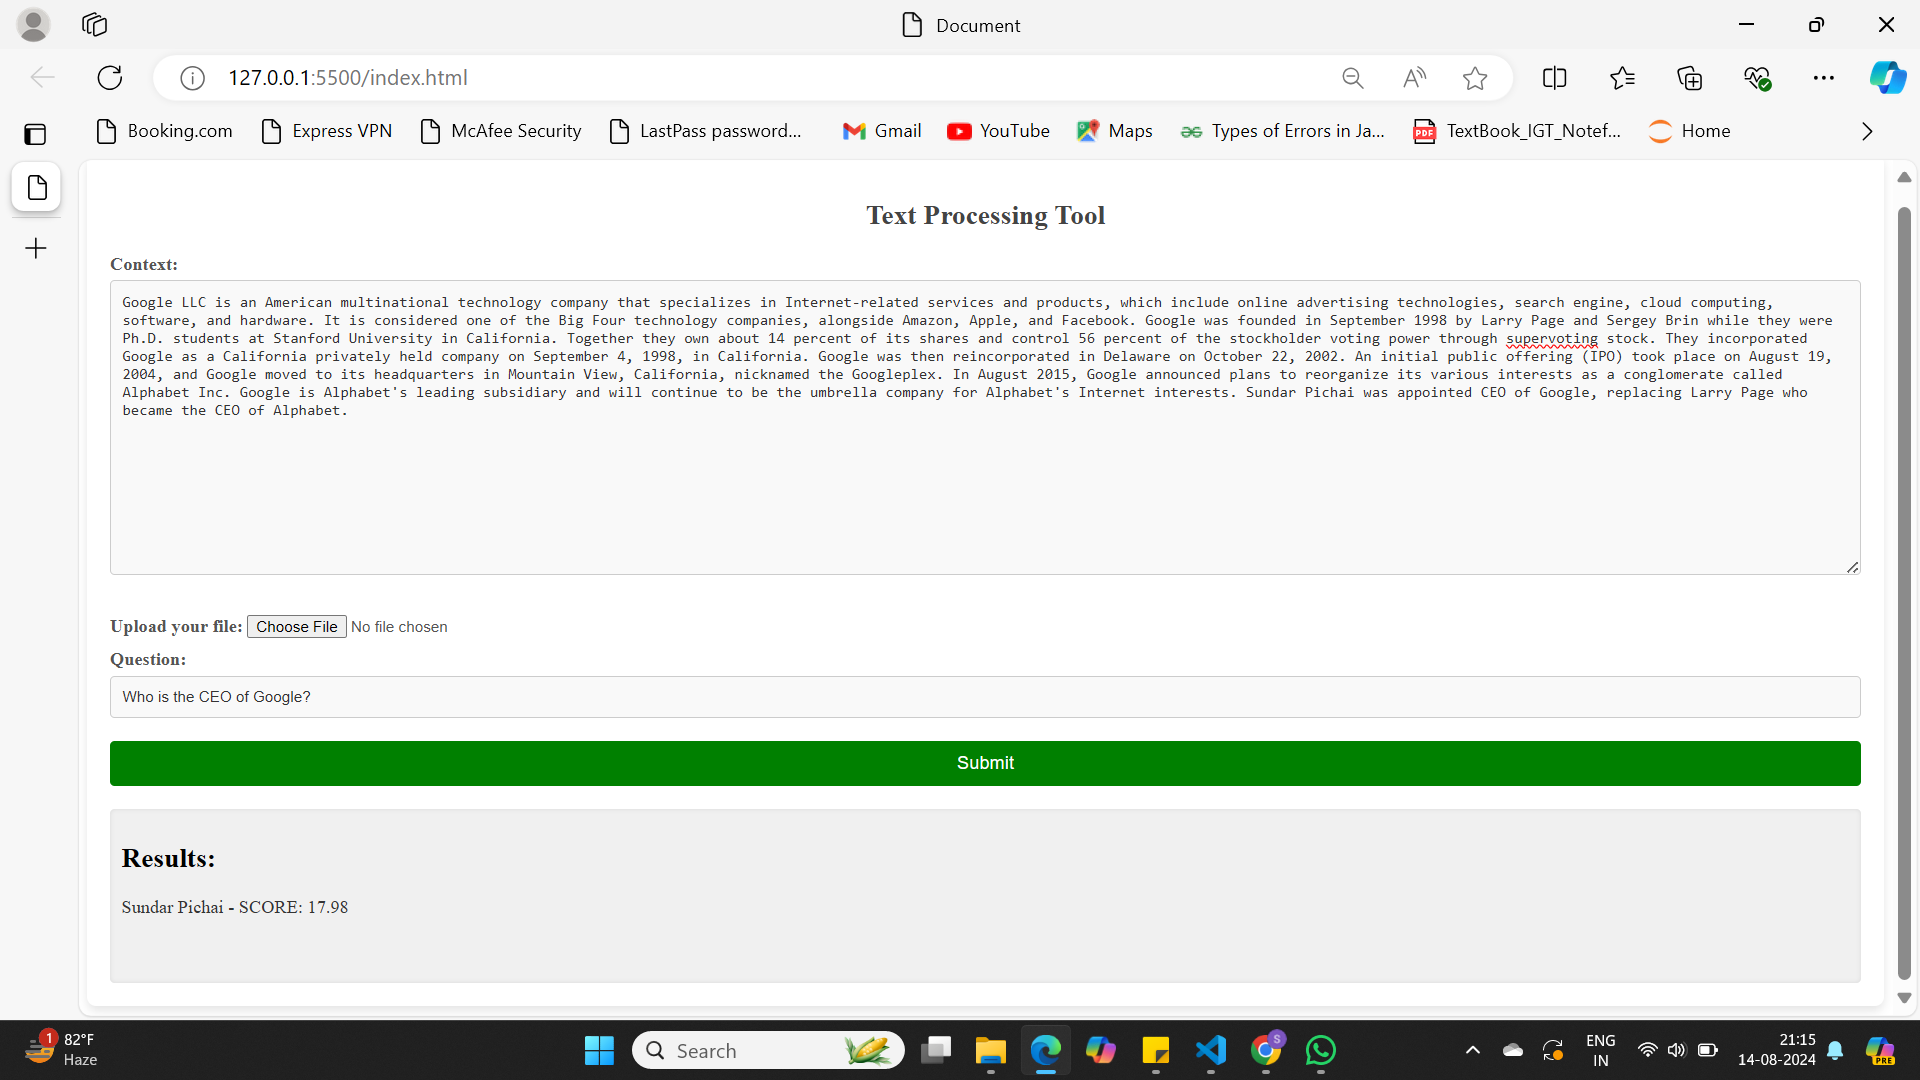 Document
127.0.0.1:5500/index.html
Booking.com
Express VPN
McAfee Security
LastPass password...
Gmail
YouTube
Maps
Types of Errors in Ja...
PDF
TextBook_IGT_Notef...
Home
Text Processing Tool
Context:
Google LLC is an American multinational technology company that specializes in Internet-related services and products, which include online advertising technologies, search engine, cloud computing,
software, and hardware. It is considered one of the Big Four technology companies, alongside Amazon, Apple, and Facebook. Google was founded in September 1998 by Larry Page and Sergey Brin while they were
Ph.D. students at Stanford University in California. Together they own about 14 percent of its shares and control 56 percent of the stockholder voting power through supervoting stock. They incorporated
Google as a California privately held company on September 4, 1998, in California. Google was then reincorporated in Delaware on October 22, 2002. An initial public offering (IPO) took place on August 19,
2004, and Google moved to its headquarters in Mountain View, California, nicknamed the Googleplex. In August 2015, Google announced plans to reorganize its various interests as a conglomerate called
Alphabet Inc. Google is Alphabet's leading subsidiary and will continue to be the umbrella company for Alphabet's Internet interests. Sundar Pichai was appointed CEO of Google, replacing Larry Page who
became the CEO of Alphabet.
Upload your file: Choose File No file chosen
Question:
Who is the CEO of Google?
Submit
Results:
Sundar Pichai - SCORE: 17.98
1
82°F
Haze
Search
S
ENG
IN
21:15
14-08-2024
PRE